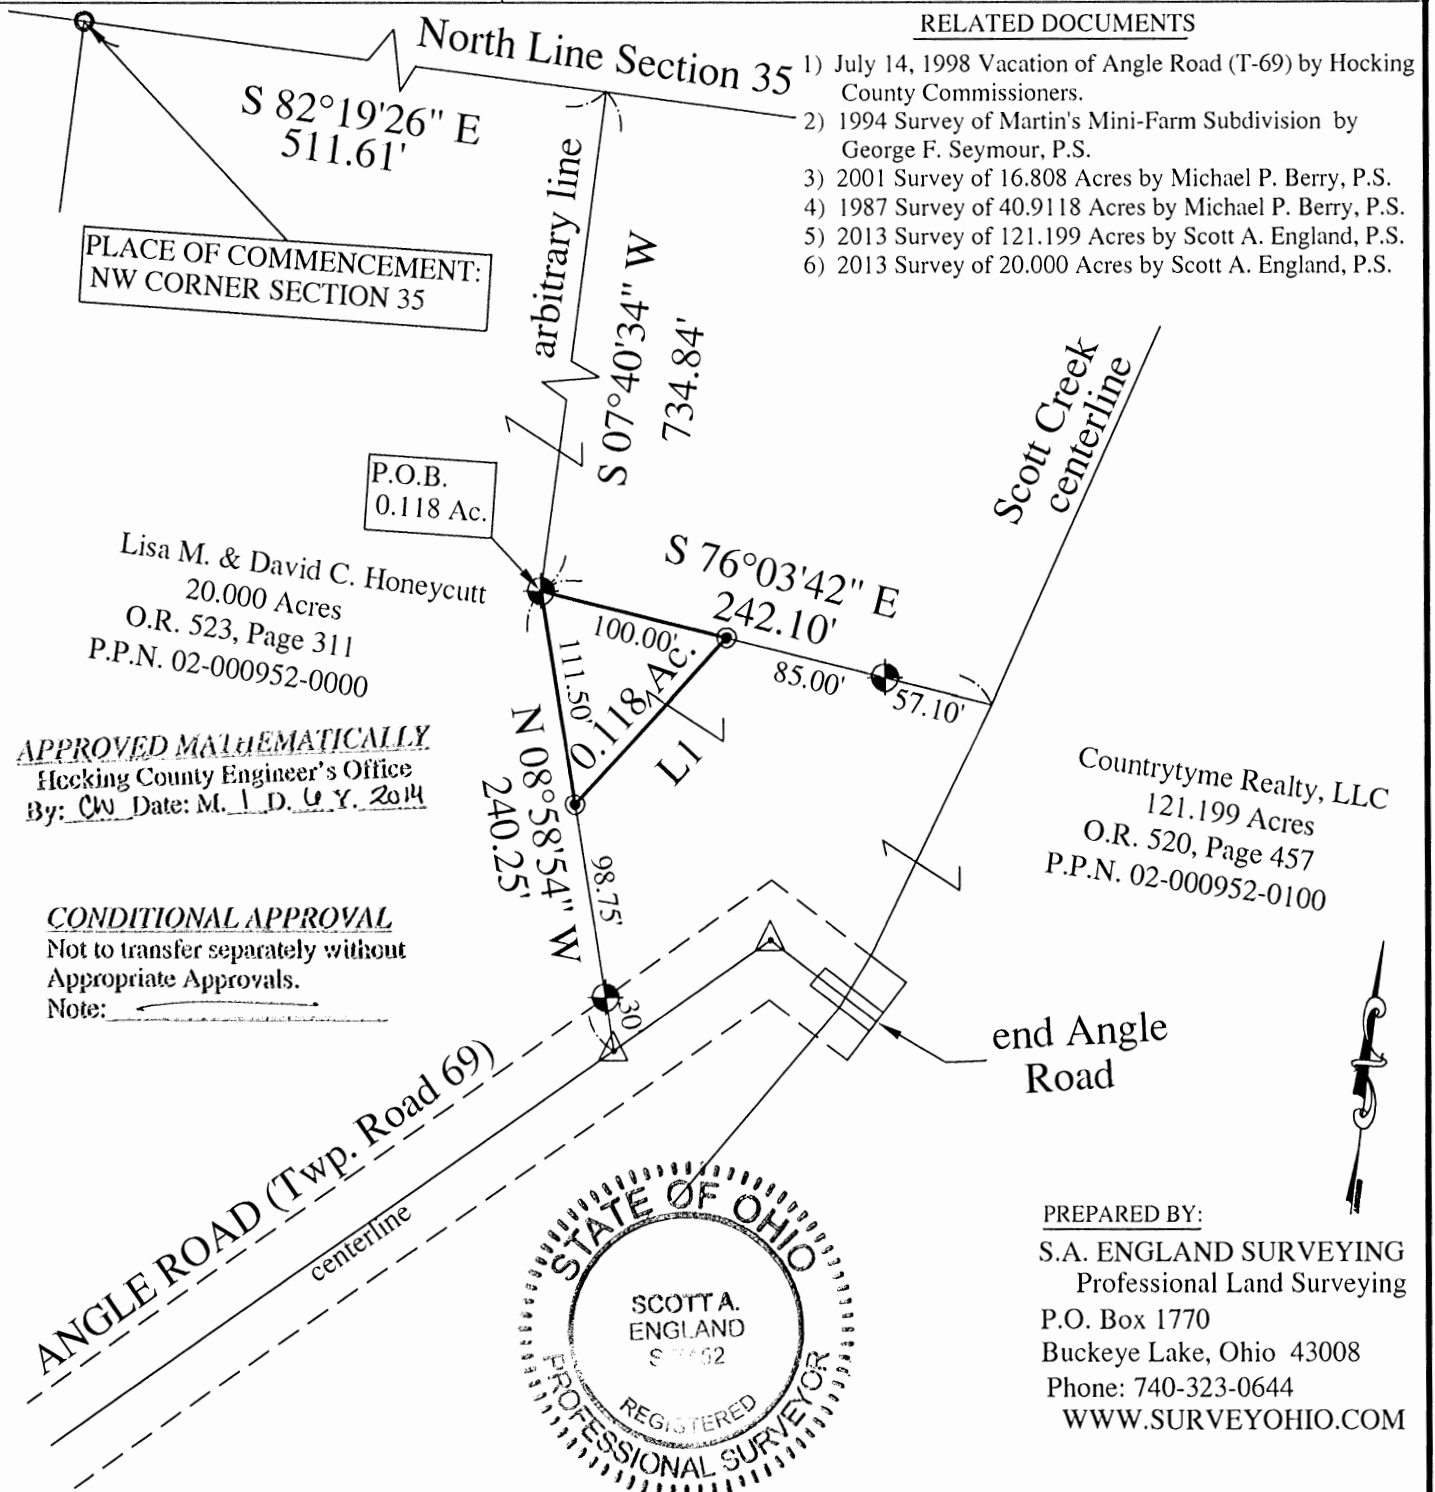 North Line Section 35
S 82°19'26" E
511.61'
PLACE OF COMMENCEMENT:
NW CORNER SECTION 35
arbitrary line
S 07°40'34" W
734.84'
RELATED DOCUMENTS
1) July 14, 1998 Vacation of Angle Road (T-69) by Hocking
County Commissioners.
2) 1994 Survey of Martin's Mini-Farm Subdivision by
George F. Seymour, P.S.
3) 2001 Survey of 16.808 Acres by Michael P. Berry, P.S.
4) 1987 Survey of 40.9118 Acres by Michael P. Berry, P.S.
5) 2013 Survey of 121.199 Acres by Scott A. England, P.S.
6) 2013 Survey of 20.000 Acres by Scott A. England, P.S.
Scott Creek
centerline
P.O.B.
0.118 Ac.
Lisa M. & David C. Honeycutt
20.000 Acres
O.R. 523, Page 311
P.P.N. 02-000952-0000
S 76°03'42" E
242.10'
100.00'
85.00'
57.10'
111.50'
0.118 Ac.
L1
N 08°58'54" W
240.25'
98.75'
30'
APPROVED MATHEMATICALLY
Hocking County Engineer's Office
By: CW Date: M. 1 D. 6 Y. 2014
CONDITIONAL APPROVAL
Not to transfer separately without
Appropriate Approvals.
Note:
Countrytyme Realty, LLC
121.199 Acres
O.R. 520, Page 457
P.P.N. 02-000952-0100
end Angle
Road
ANGLE ROAD (Twp. Road 69)
centerline
STATE OF OHIO
SCOTT A.
ENGLAND
REGISTERED
PROFESSIONAL SURVEYOR
PREPARED BY:
S.A. ENGLAND SURVEYING
Professional Land Surveying
P.O. Box 1770
Buckeye Lake, Ohio 43008
Phone: 740-323-0644
WWW.SURVEYOHIO.COM